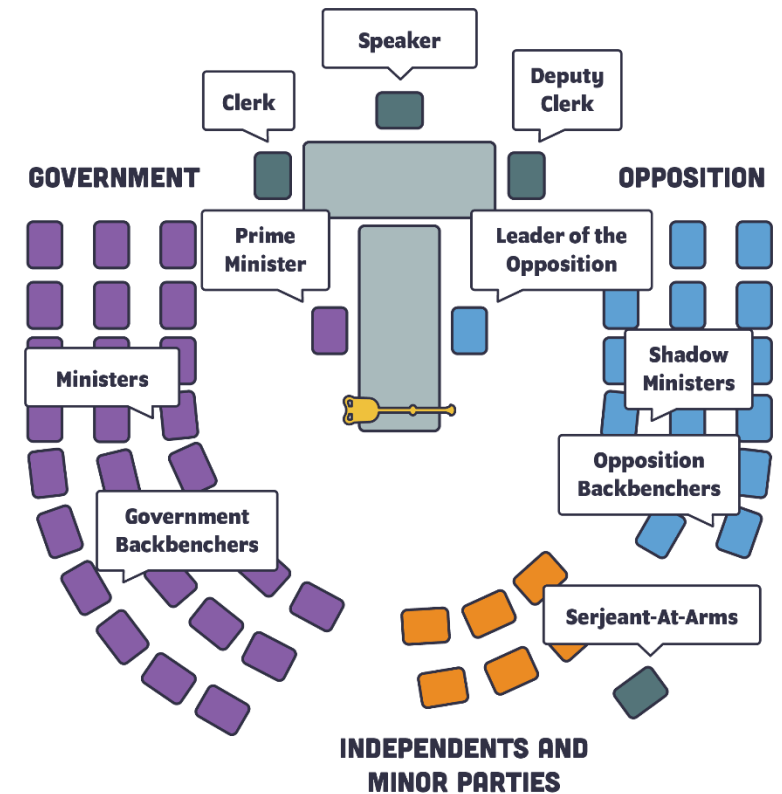 Speaker
Clerk
Deputy
Clerk
GOVERNMENT
OPPOSITION
Prime
Minister
Leader of the
Opposition
Ministers
Shadow
Ministers
Opposition
Backbenchers
Government
Backbenchers
Serjeant-At-Arms
INDEPENDENTS AND
MINOR PARTIES